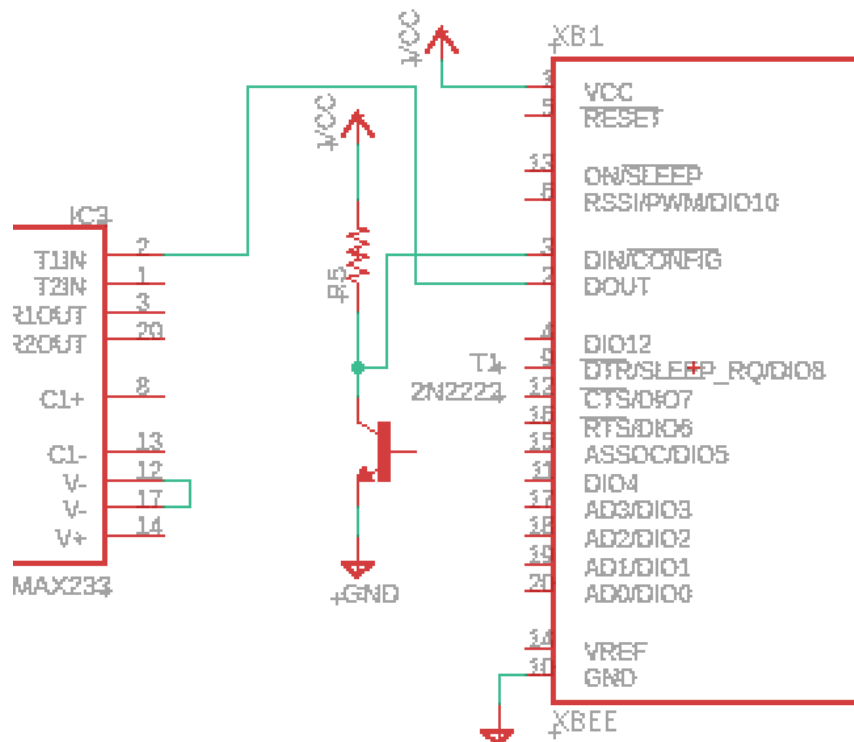 XB1
VCC
VCC
VCC
5
RESET
13
ON/SLEEP
6
RSSI/PWM/DIO10
3
DIN/CONFIG
2
DOUT
4
DIO12
9
DTR/SLEEP_RQ/DIO8
12
CTS/DIO7
16
RTS/DIO6
15
ASSOC/DIO5
11
DIO4
17
AD3/DIO3
18
AD2/DIO2
19
AD1/DIO1
20
AD0/DIO0
14
VREF
10
GND
XBEE
IC3
T1IN
2
T2IN
1
R1OUT
3
R2OUT
20
C1+
8
C1-
13
V-
12
V-
17
V+
14
MAX233
R5
T1
2N2222
GND